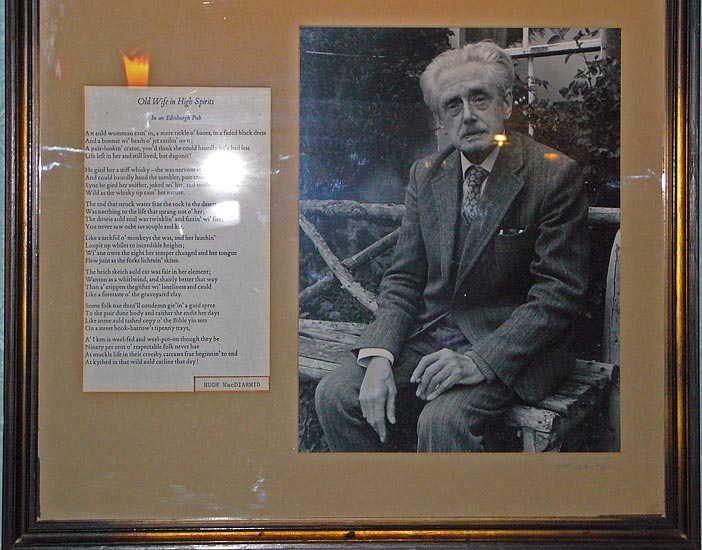 Old Wife in High Spirits
In an Edinburgh Pub
An auld wumman cam' in, a mere rickle o' banes, in a faded black dress
And a bonnet wi' beads o' jet rattlin' on it;
A puir-lookin' cratur, you'd think she could haurdly ha'e had less
Life left in her and still lived, but dagonit!
He gied her a stiff whisky – she was nervous
And could haurdly haud the tumbler, puir
Syne he gied her anither, joked wi' her, and
Wild as the whisky up cam' her nature.
The rod that struck water frae the rock in the desert
Was naething to the life that sprang oot o' her;
The dowie auld soul was twinklin' and fizzin' wi' fire;
You never saw ocht sae souple and kir.
Like a sackful o' monkeys she was, and her lauchin'
Loupit up whiles to incredible heights;
Wi' ane owre the eight her temper changed and her tongue
Flew juist as the forkt lichtnin' skites.
The heich skeich auld cat was fair in her element;
Wanton as a whirlwind, and shairly better that way
Than a' crippen thegither wi' laneliness and cauld
Like a foretaste o' the graveyaird clay.
Some folk nae doot'll condemn gie'in' a guid spree
To the puir dune body and raither she endit her days
Like some auld tashed copy o' the Bible yin sees
On a street book-barrow's tipenny trays.
A' I ken is weel-fed and weel-put-on though they be
Ninety per cent o' respectable folk never hae
As muckle life in their creeshy carcases frae beginnin' to end
As kythed in that wild auld carline that day!
HUGH MacDIARMID